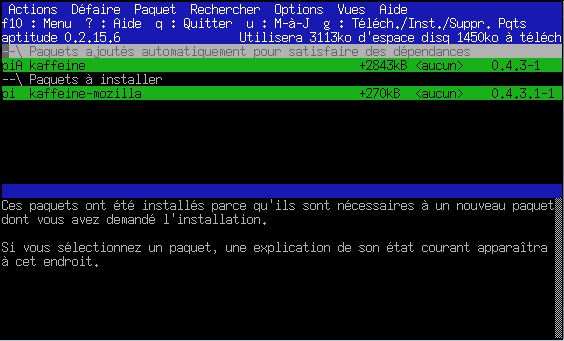 Actions Défaire Paquet Rechercher Options Vues Aide
f10 : Menu ? : Aide q : Quitter u : M-à-J g : Téléch./Inst./Suppr. Pqts
aptitude 0.2.15.6 Utilisera 3113ko d'espace disq 1450ko à téléch
--\ Paquets ajoutés automatiquement pour satisfaire des dépendances
piA kaffeine +2843kB <aucun> 0.4.3-1
--\ Paquets à installer
pi kaffeine-mozilla +270kB <aucun> 0.4.3.1-1
Ces paquets ont été installés parce qu'ils sont nécessaires à un nouveau paquet
dont vous avez demandé l'installation.
Si vous sélectionnez un paquet, une explication de son état courant apparaîtra
à cet endroit.